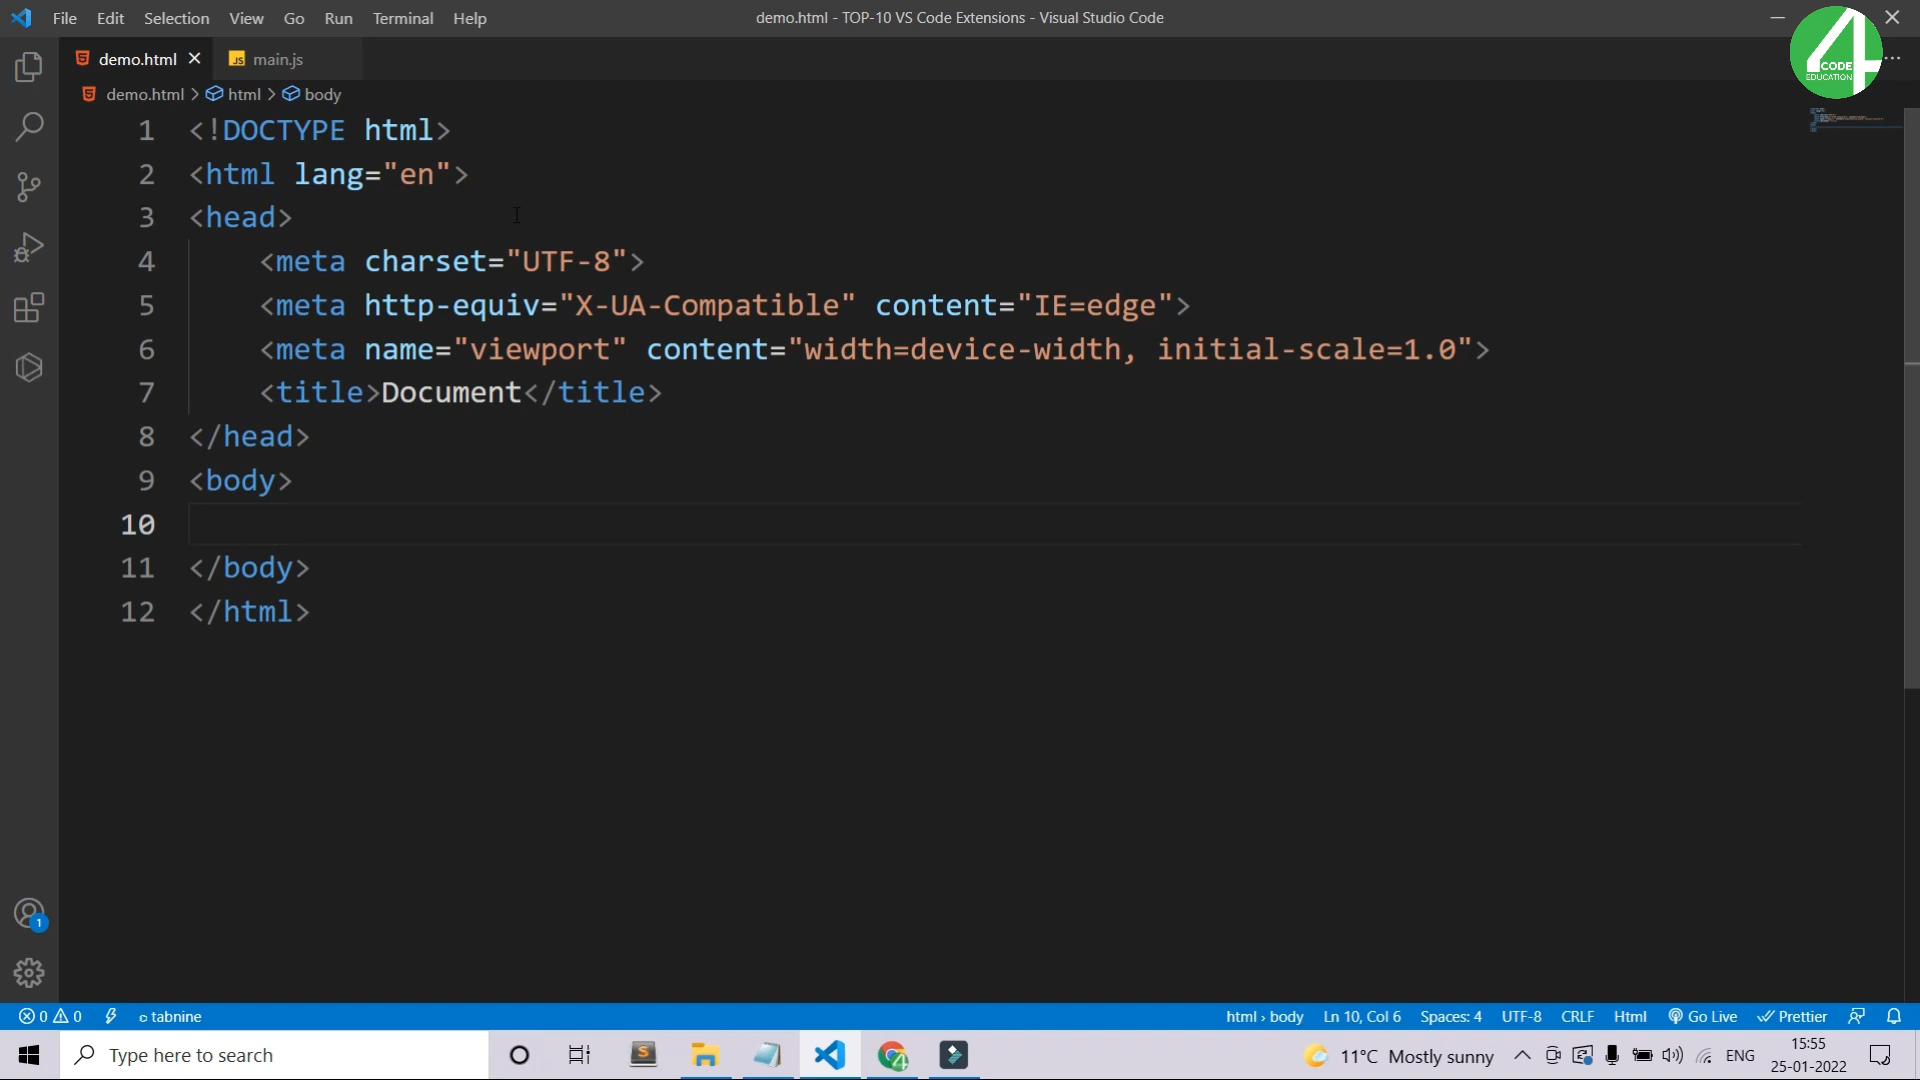 File Edit Selection View Go Run Terminal Help
demo.html - TOP-10 VS Code Extensions - Visual Studio Code
4
CODE
EDUCATION
demo.html
JS main.js
demo.html > html > body
1 <!DOCTYPE html>
2 <html lang="en">
3 <head>
4 <meta charset="UTF-8">
5 <meta http-equiv="X-UA-Compatible" content="IE=edge">
6 <meta name="viewport" content="width=device-width, initial-scale=1.0">
7 <title>Document</title>
8 </head>
9 <body>
10
11 </body>
12 </html>
1
0 0 tabnine
html › body Ln 10, Col 6 Spaces: 4 UTF-8 CRLF Html Go Live Prettier
Type here to search
S
4
11°C Mostly sunny
ENG
15:55
25-01-2022